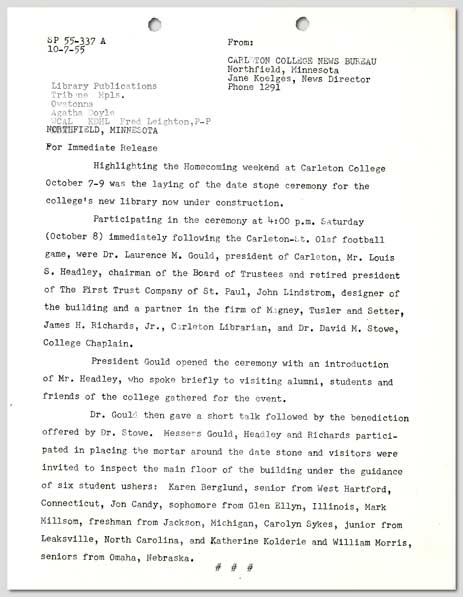 SP 55-337 A
10-7-55
From:
CARLETON COLLEGE NEWS BUREAU
Northfield, Minnesota
Jane Koelges, News Director
Phone 1291
Library Publications
Tribune Mpls.
Owatonna
Agatha Doyle
WCAL KDHL Fred Leighton,P-P
NORTHFIELD, MINNESOTA
For Immediate Release
Highlighting the Homecoming weekend at Carleton College
October 7-9 was the laying of the date stone ceremony for the
college's new library now under construction.
Participating in the ceremony at 4:00 p.m. Saturday
(October 8) immediately following the Carleton-St. Olaf football
game, were Dr. Laurence M. Gould, president of Carleton, Mr. Louis
S. Headley, chairman of the Board of Trustees and retired president
of The First Trust Company of St. Paul, John Lindstrom, designer of
the building and a partner in the firm of Magney, Tusler and Setter,
James H. Richards, Jr., Carleton Librarian, and Dr. David M. Stowe,
College Chaplain.
President Gould opened the ceremony with an introduction
of Mr. Headley, who spoke briefly to visiting alumni, students and
friends of the college gathered for the event.
Dr. Gould then gave a short talk followed by the benediction
offered by Dr. Stowe. Messers Gould, Headley and Richards partici-
pated in placing the mortar around the date stone and visitors were
invited to inspect the main floor of the building under the guidance
of six student ushers: Karen Berglund, senior from West Hartford,
Connecticut, Jon Candy, sophomore from Glen Ellyn, Illinois, Mark
Millsom, freshman from Jackson, Michigan, Carolyn Sykes, junior from
Leaksville, North Carolina, and Katherine Kolderie and William Morris,
seniors from Omaha, Nebraska.
# # #